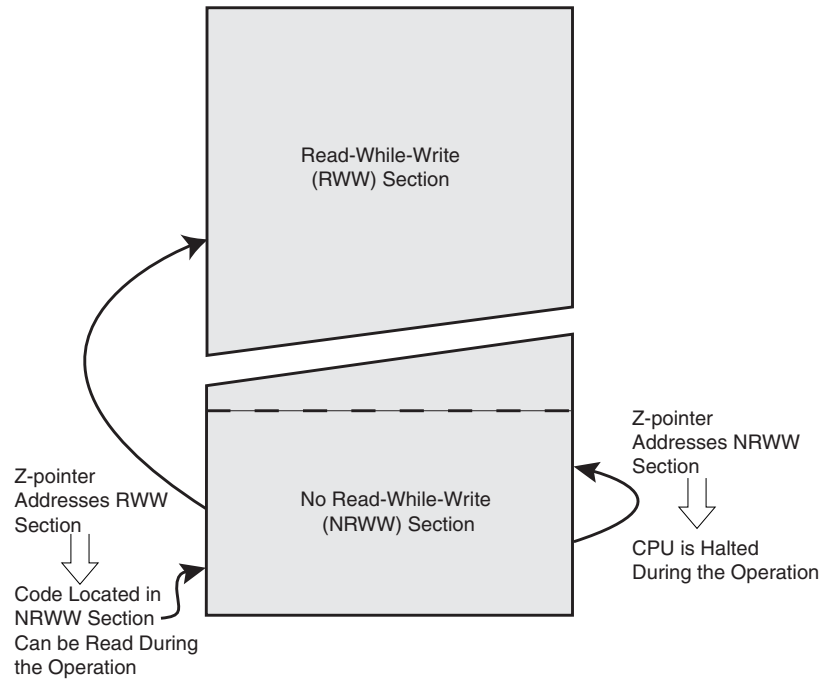 Read-While-Write
(RWW) Section
Z-pointer
Addresses NRWW
Section
Z-pointer
Addresses RWW
Section
No Read-While-Write
(NRWW) Section
CPU is Halted
During the Operation
Code Located in
NRWW Section
Can be Read During
the Operation